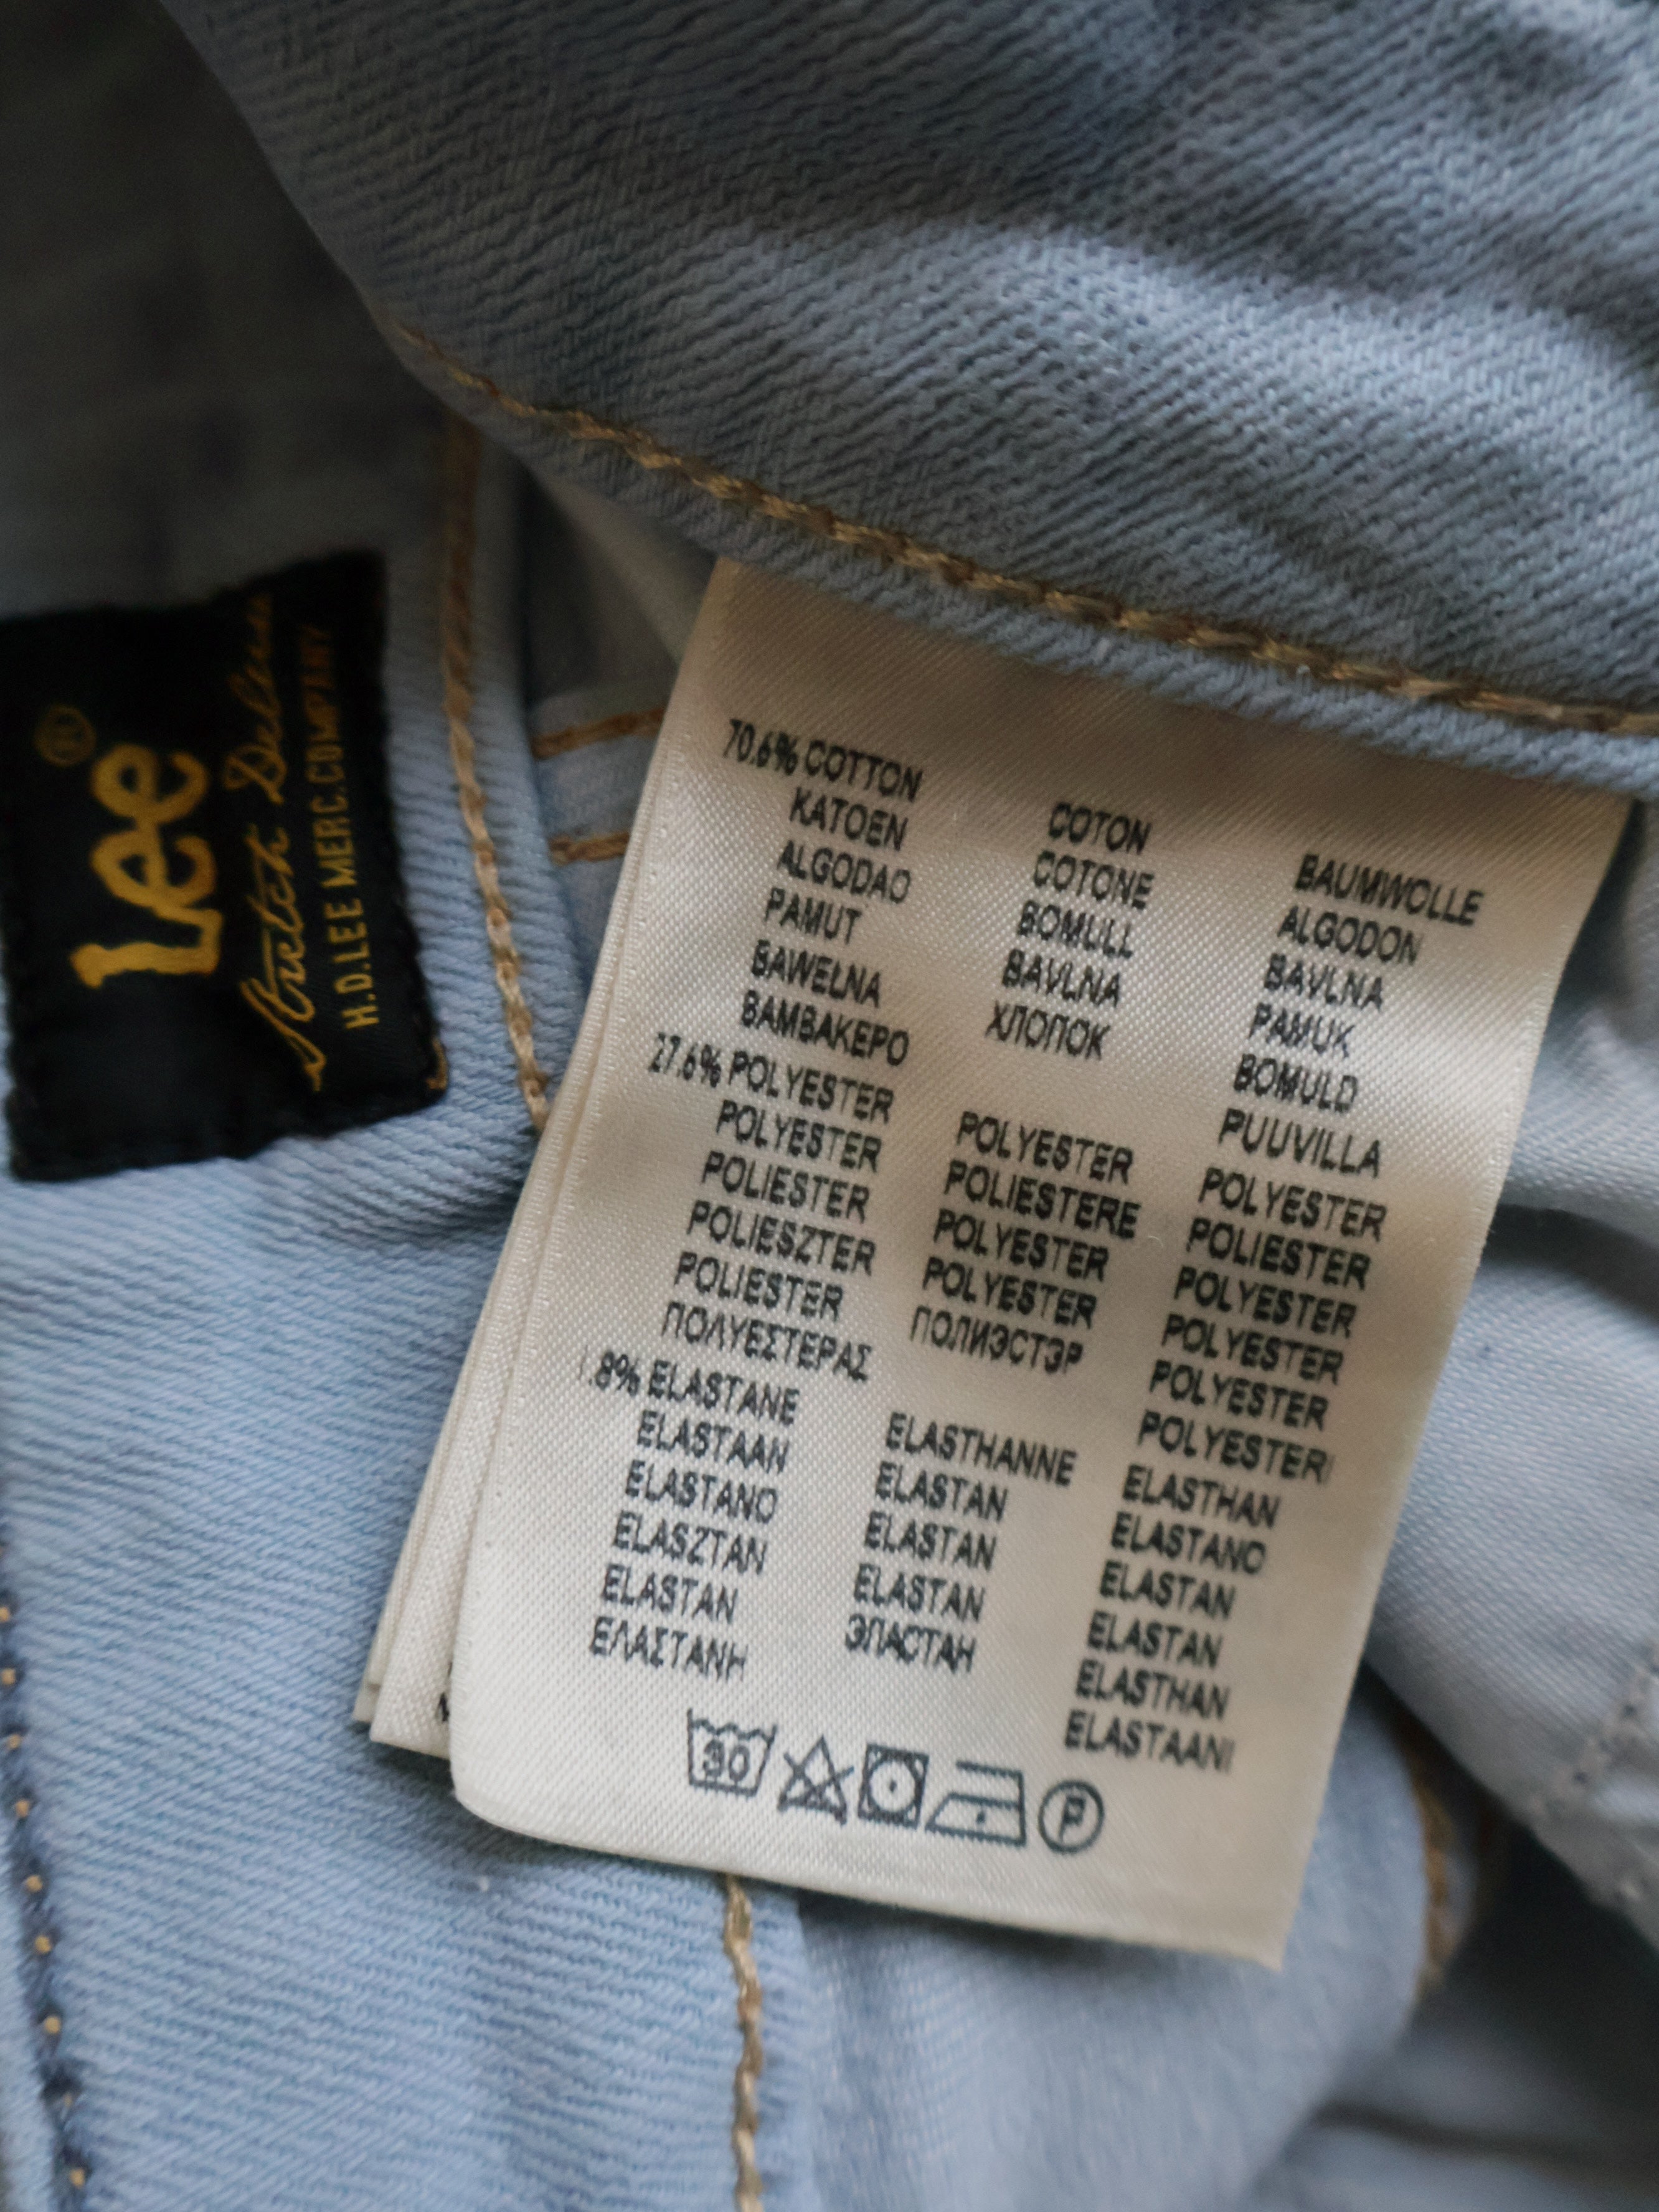 Lee®
Stretch Deluxe
H.D.LEE MERC.COMPANY
70.6% COTTON COTON BAUMWOLLE
KATOEN COTONE ALGODON
ALGODAO BOMULL BAVLNA
PAMUT BAVLNA PAMUK
BAWEŁNA ХЛОПОК BOMULD
ΒΑΜΒΑΚΕΡΟ PUUVILLA
27.6% POLYESTER POLYESTER POLYESTER
POLYESTER POLIESTERE POLIESTER
POLIESTER POLYESTER POLYESTER
POLIESZTER POLYESTER POLYESTER
POLIESTER ПОЛИЭСТЭР POLYESTER
ΠΟΛΥΕΣΤΕΡΑΣ POLYESTERI
1.8% ELASTANE ELASTHANNE ELASTHAN
ELASTAAN ELASTAN ELASTANO
ELASTANO ELASTAN ELASTAN
ELASZTAN ELASTAN ELASTAN
ELASTAN ЭЛАСТАН ELASTHAN
ΕΛΑΣΤΑΝΗ ELASTAANI
30 P